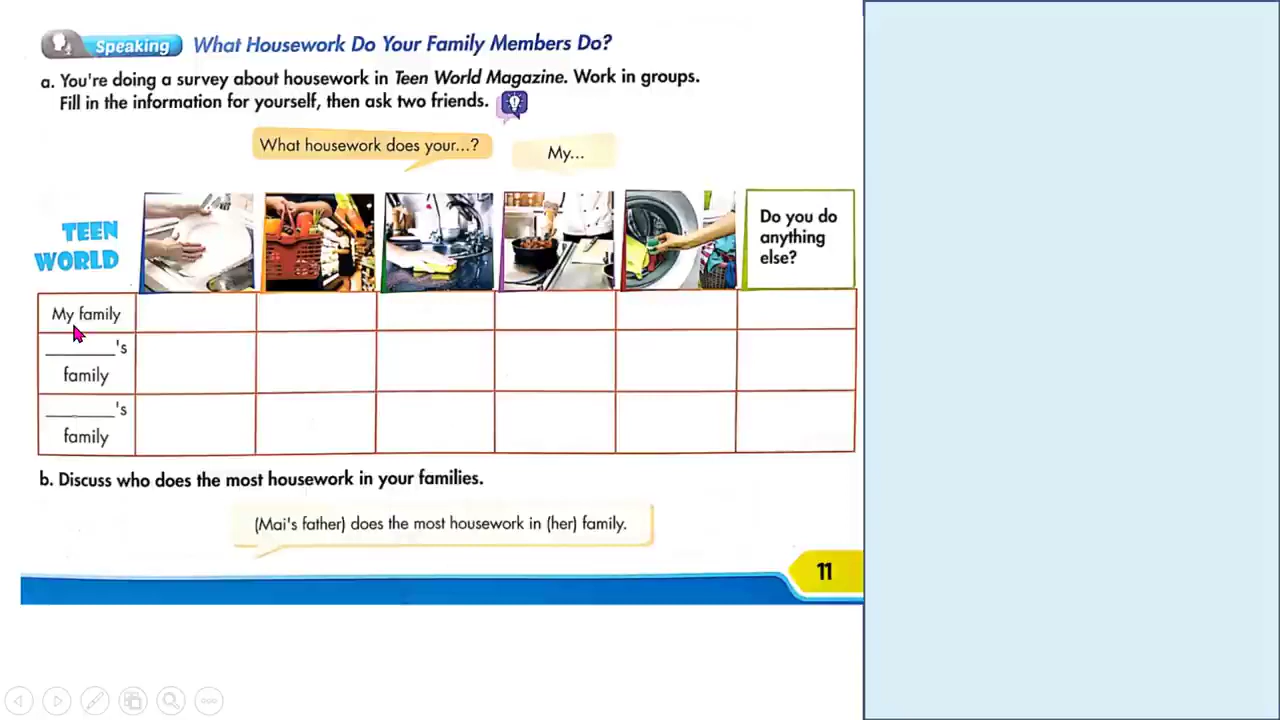 Speaking What Housework Do Your Family Members Do?
a. You're doing a survey about housework in Teen World Magazine. Work in groups.
Fill in the information for yourself, then ask two friends.
What housework does your...?
My...
TEEN
WORLD
Do you do
anything
else?
My family
________'s
family
________'s
family
b. Discuss who does the most housework in your families.
(Mai's father) does the most housework in (her) family.
11